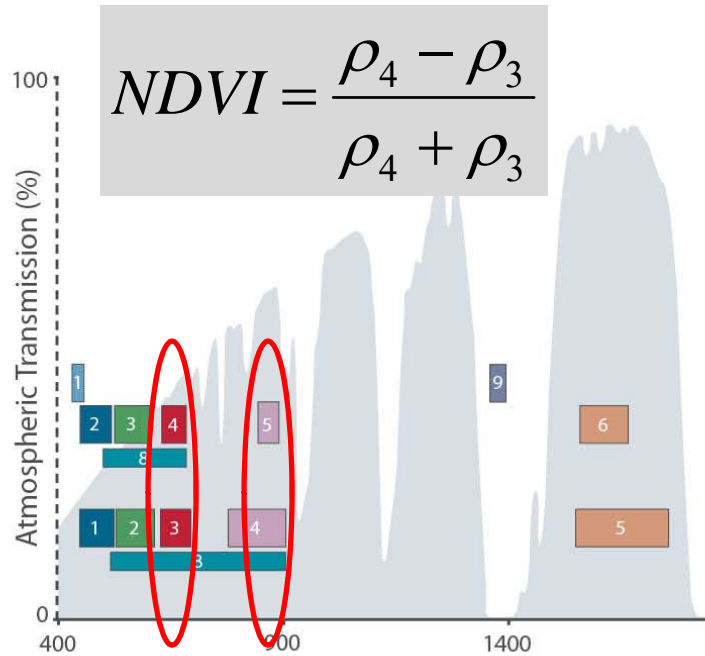 NDVI = (ρ₄ − ρ₃) / (ρ₄ + ρ₃)
100
Atmospheric Transmission (%)
1 9
2 3 4 5 6
8
1 2 3 4 5
8
0
400 900 1400